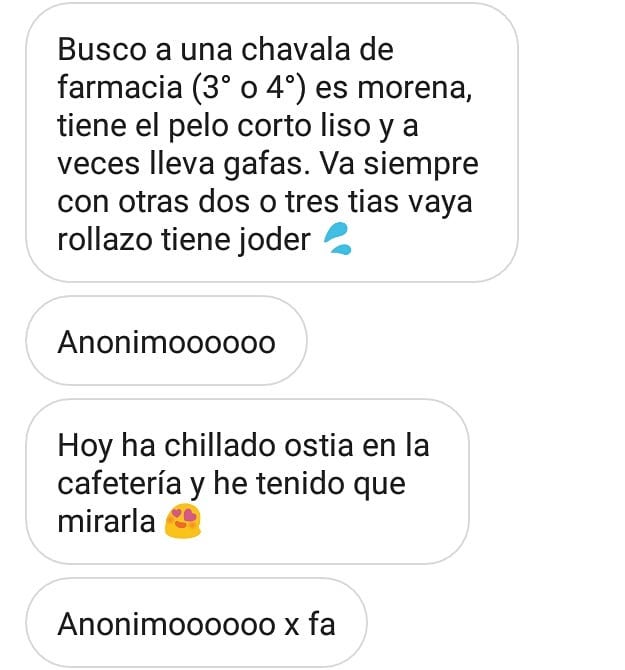 Busco a una chavala de
farmacia (3° o 4°) es morena,
tiene el pelo corto liso y a
veces lleva gafas. Va siempre
con otras dos o tres tias vaya
rollazo tiene joder 💦
Anonimoooooo
Hoy ha chillado ostia en la
cafetería y he tenido que
mirarla 😍
Anonimoooooo x fa